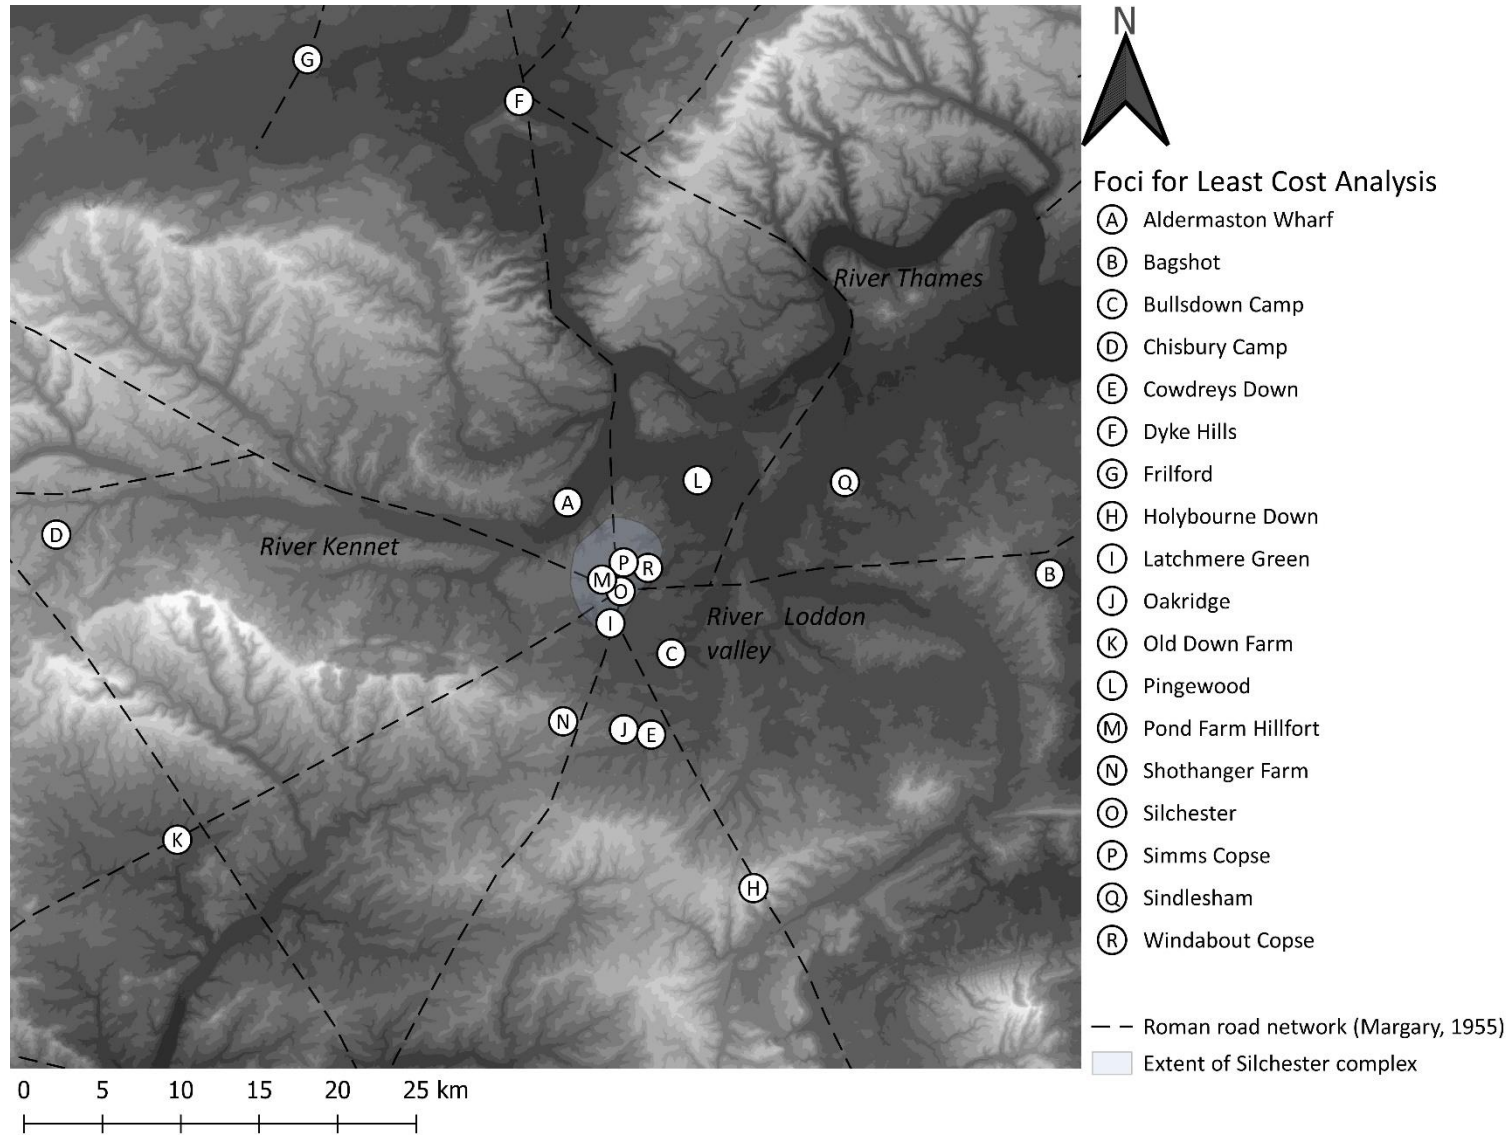 N
G
F
River Thames
L
Q
A
D
River Kennet
P
R
M
O
B
I
River Loddon
valley
C
N
J
E
K
H
0 5 10 15 20 25 km
Foci for Least Cost Analysis
A Aldermaston Wharf
B Bagshot
C Bullsdown Camp
D Chisbury Camp
E Cowdreys Down
F Dyke Hills
G Frilford
H Holybourne Down
I Latchmere Green
J Oakridge
K Old Down Farm
L Pingewood
M Pond Farm Hillfort
N Shothanger Farm
O Silchester
P Simms Copse
Q Sindlesham
R Windabout Copse
Roman road network (Margary, 1955)
Extent of Silchester complex